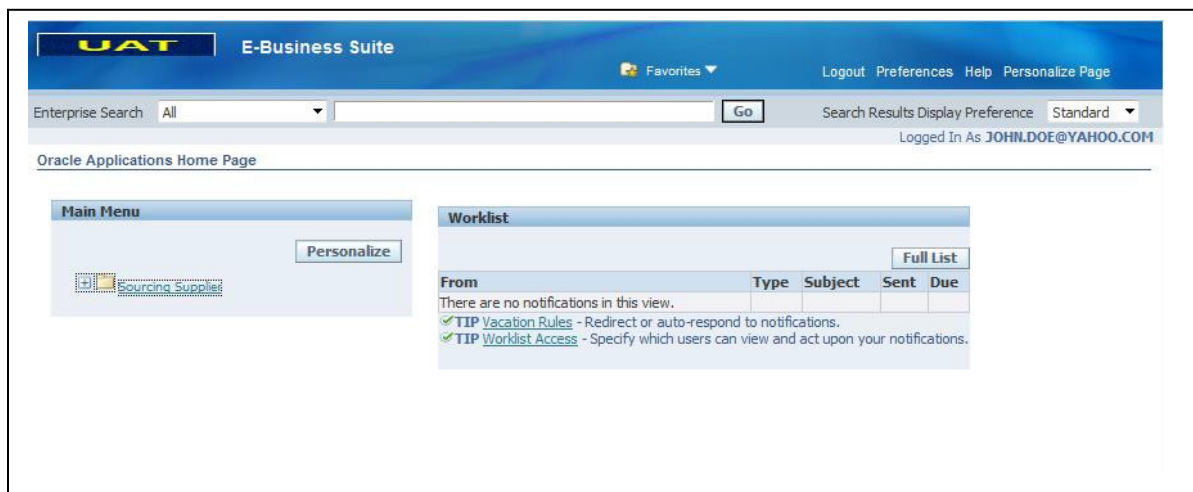 UAT E-Business Suite
Favorites
Logout Preferences Help Personalize Page
Enterprise Search All Go Search Results Display Preference Standard
Logged In As JOHN.DOE@YAHOO.COM
Oracle Applications Home Page
Main Menu
Personalize
Sourcing Supplier
Worklist
Full List
From Type Subject Sent Due
There are no notifications in this view.
TIP Vacation Rules - Redirect or auto-respond to notifications.
TIP Worklist Access - Specify which users can view and act upon your notifications.